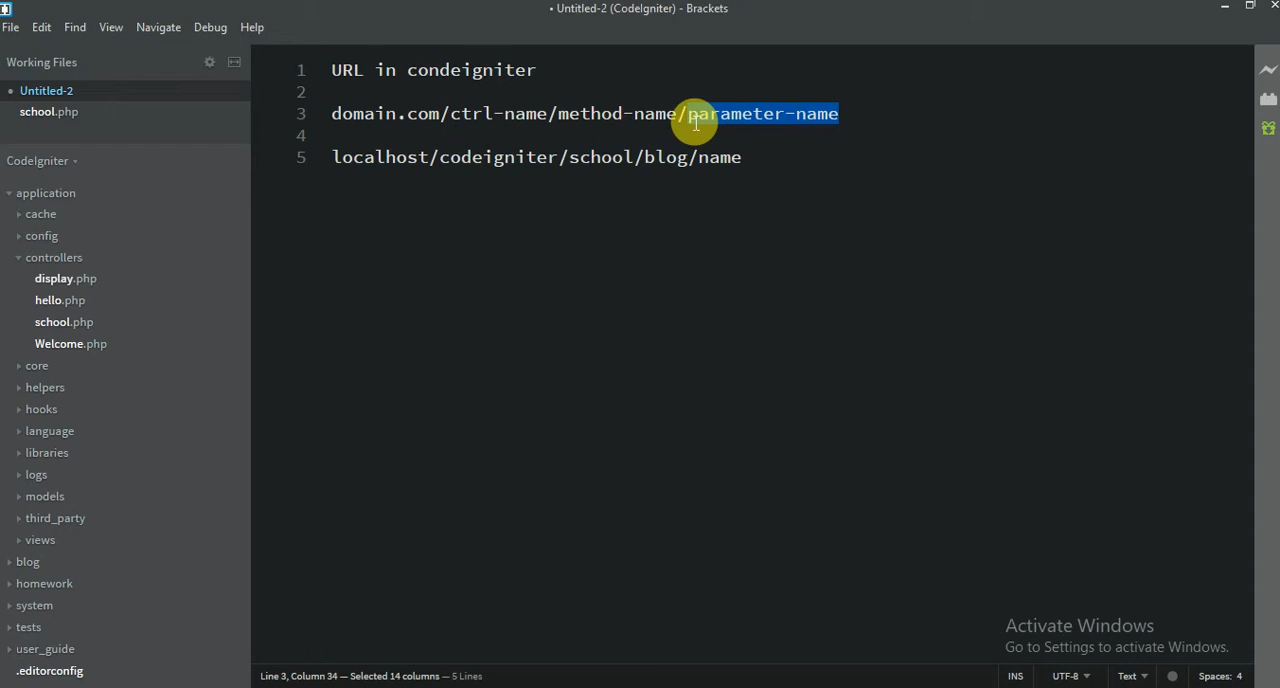 • Untitled-2 (CodeIgniter) - Brackets
File Edit Find View Navigate Debug Help
Working Files
• Untitled-2
school.php
CodeIgniter
application
cache
config
controllers
display.php
hello.php
school.php
Welcome.php
core
helpers
hooks
language
libraries
logs
models
third_party
views
blog
homework
system
tests
user_guide
.editorconfig
1 URL in condeigniter
2
3 domain.com/ctrl-name/method-name/parameter-name
4
5 localhost/codeigniter/school/blog/name
Activate Windows
Go to Settings to activate Windows.
Line 3, Column 34 — Selected 14 columns — 5 Lines
INS UTF-8 Text Spaces: 4